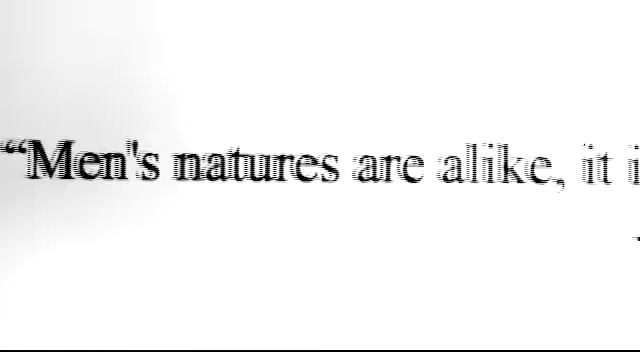 “Men's natures are alike, it i